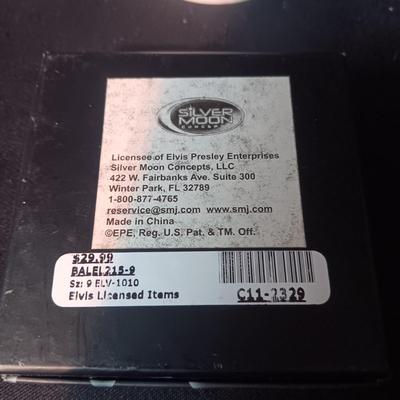 SILVER
MOON
CONCEPTS
Licensee of Elvis Presley Enterprises
Silver Moon Concepts, LLC
422 W. Fairbanks Ave. Suite 300
Winter Park, FL 32789
1-800-877-4765
reservice@smj.com www.smj.com
Made in China
©EPE, Reg. U.S. Pat. & TM. Off.
$29.99
BALEL215-9
Sz: 9 ELV-1010
Elvis Licensed Items
C11-2329